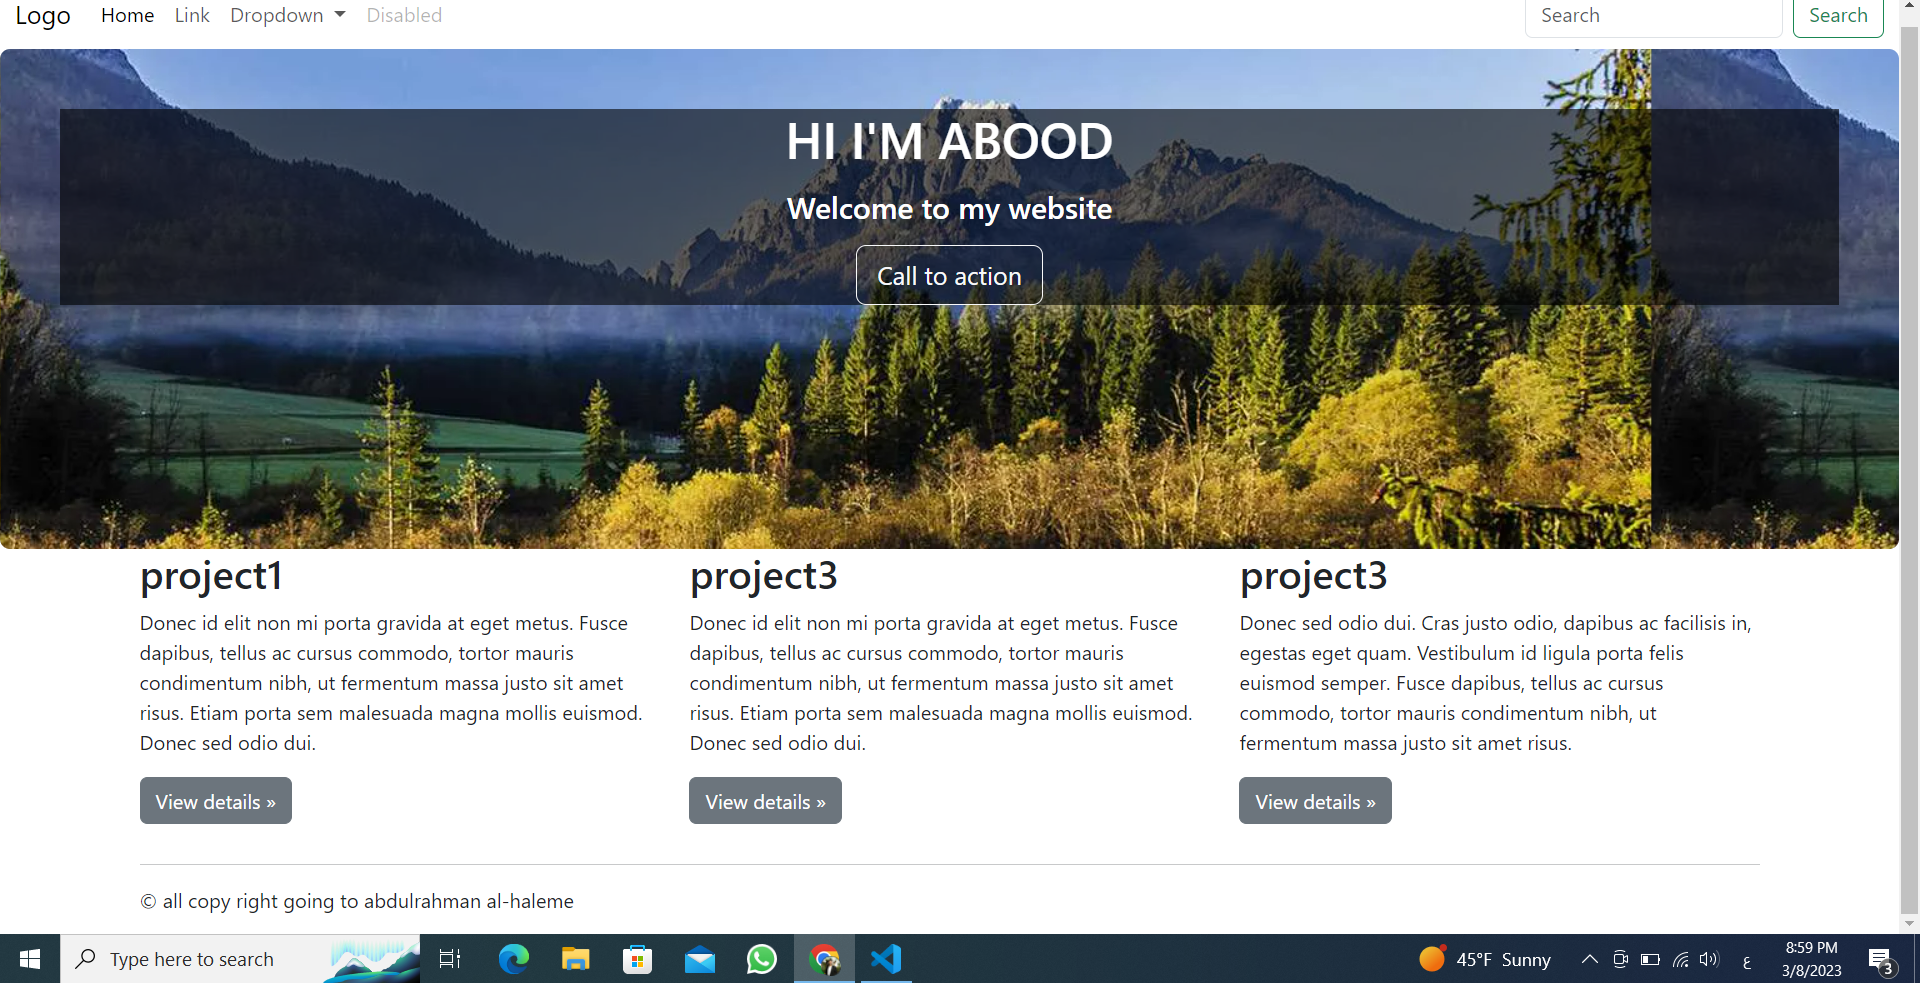 Logo Home Link Dropdown Disabled Search Search
HI I'M ABOOD
Welcome to my website
Call to action
project1
Donec id elit non mi porta gravida at eget metus. Fusce
dapibus, tellus ac cursus commodo, tortor mauris
condimentum nibh, ut fermentum massa justo sit amet
risus. Etiam porta sem malesuada magna mollis euismod.
Donec sed odio dui.
View details »
project3
Donec id elit non mi porta gravida at eget metus. Fusce
dapibus, tellus ac cursus commodo, tortor mauris
condimentum nibh, ut fermentum massa justo sit amet
risus. Etiam porta sem malesuada magna mollis euismod.
Donec sed odio dui.
View details »
project3
Donec sed odio dui. Cras justo odio, dapibus ac facilisis in,
egestas eget quam. Vestibulum id ligula porta felis
euismod semper. Fusce dapibus, tellus ac cursus
commodo, tortor mauris condimentum nibh, ut
fermentum massa justo sit amet risus.
View details »
© all copy right going to abdulrahman al-haleme
Type here to search
45°F Sunny
ع
8:59 PM
3/8/2023
3